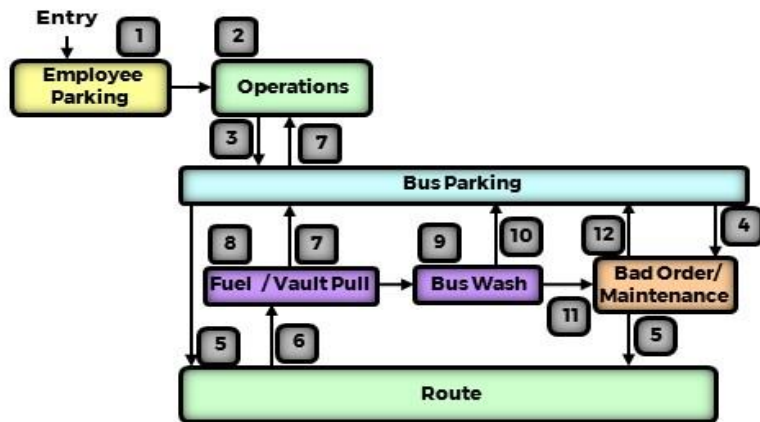 Entry
1
2
Employee
Parking
Operations
3
7
Bus Parking
4
8
7
9
10
12
Fuel / Vault Pull
Bus Wash
Bad Order/
Maintenance
11
5
6
5
Route